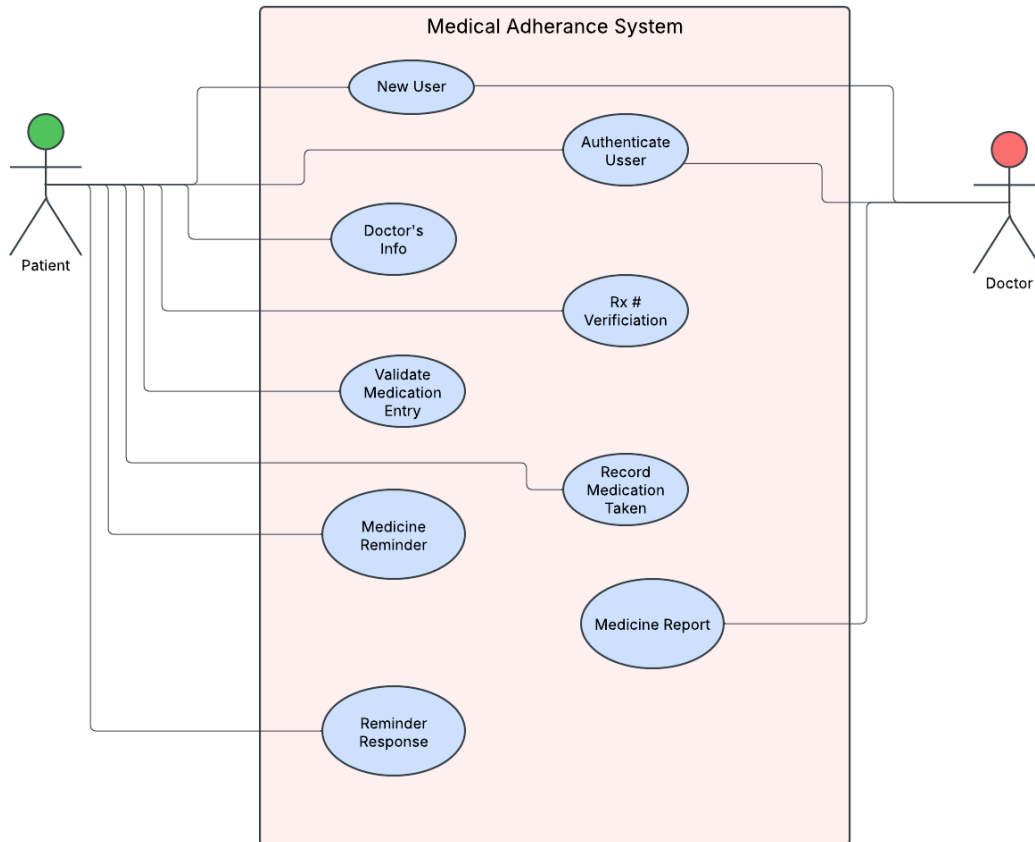 Medical Adherance System
New User
Authenticate
Usser
Patient
Doctor's
Info
Doctor
Rx #
Verificiation
Validate
Medication
Entry
Record
Medication
Taken
Medicine
Reminder
Medicine Report
Reminder
Response